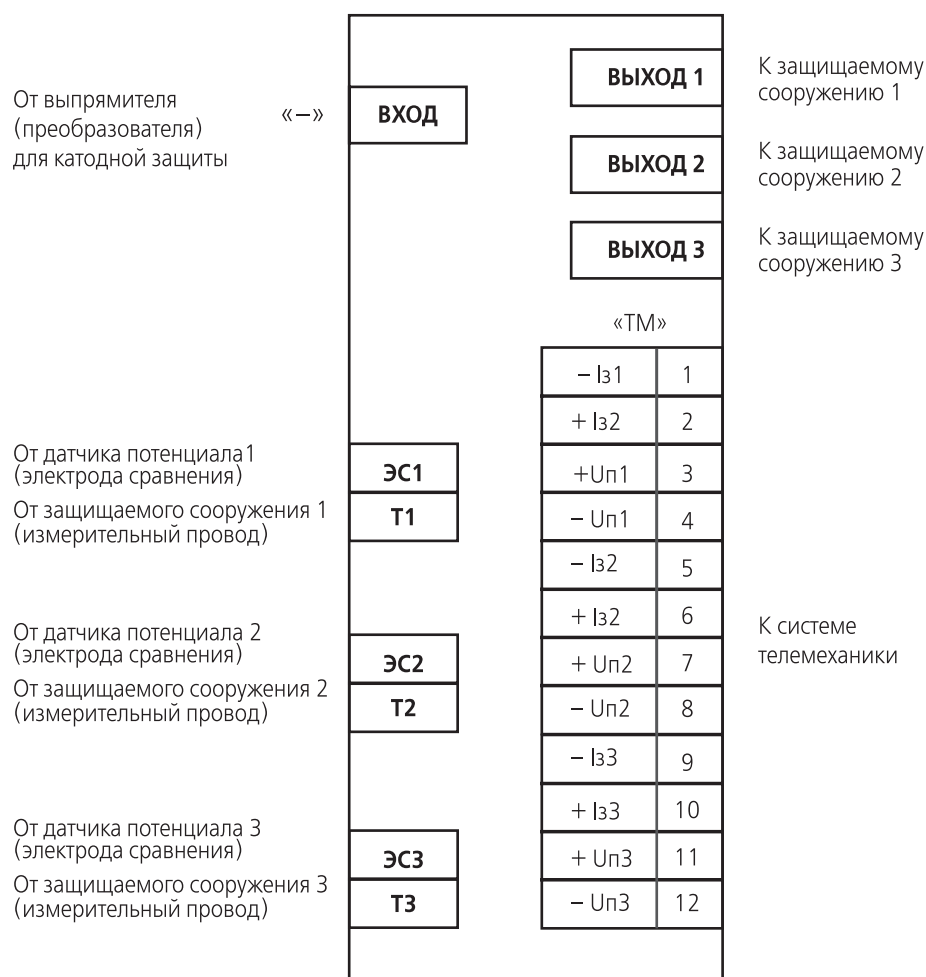 От выпрямителя
(преобразователя)
для катодной защиты
«–»
ВХОД
ВЫХОД 1
К защищаемому
сооружению 1
ВЫХОД 2
К защищаемому
сооружению 2
ВЫХОД 3
К защищаемому
сооружению 3
«ТМ»
– Iз1 1
+ Iз2 2
+Uп1 3
– Uп1 4
– Iз2 5
+ Iз2 6
+ Uп2 7
– Uп2 8
– Iз3 9
+ Iз3 10
+ Uп3 11
– Uп3 12
От датчика потенциала1
(электрода сравнения)
ЭС1
От защищаемого сооружения 1
(измерительный провод)
Т1
От датчика потенциала 2
(электрода сравнения)
ЭС2
От защищаемого сооружения 2
(измерительный провод)
Т2
От датчика потенциала 3
(электрода сравнения)
ЭС3
От защищаемого сооружения 3
(измерительный провод)
Т3
К системе
телемеханики